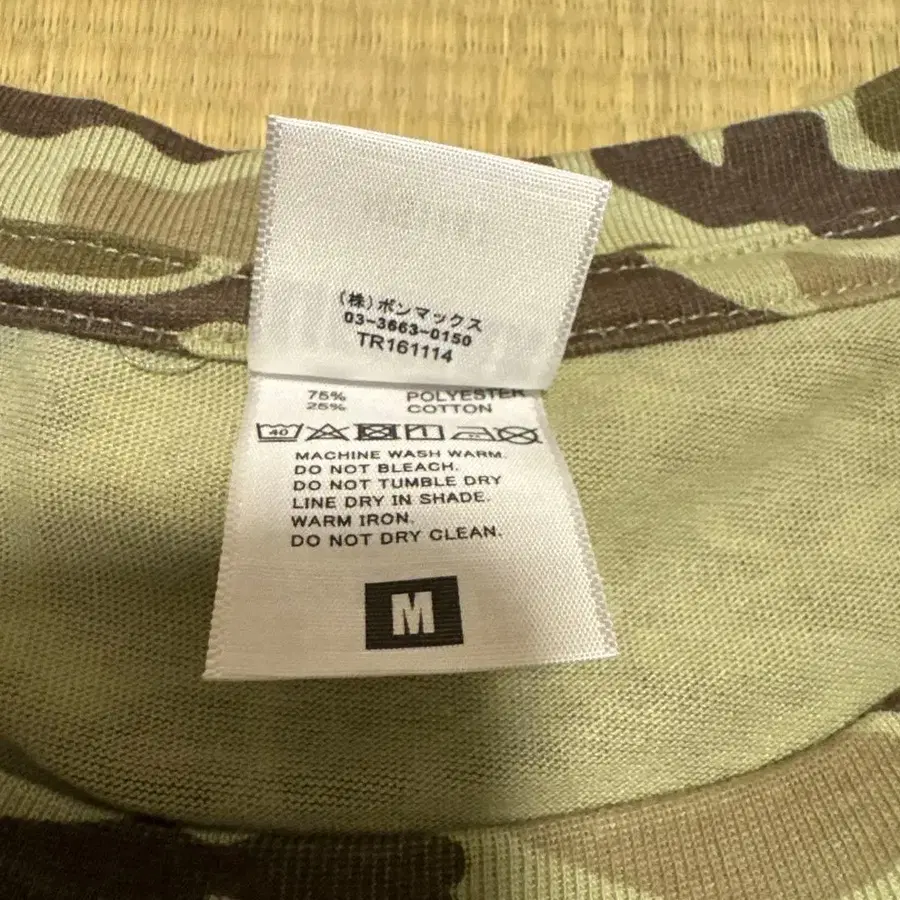 (株)ボンマックス
03-3663-0150
TR161114
75% POLYESTER
25% COTTON
40
MACHINE WASH WARM.
DO NOT BLEACH.
DO NOT TUMBLE DRY
LINE DRY IN SHADE.
WARM IRON.
DO NOT DRY CLEAN.
M